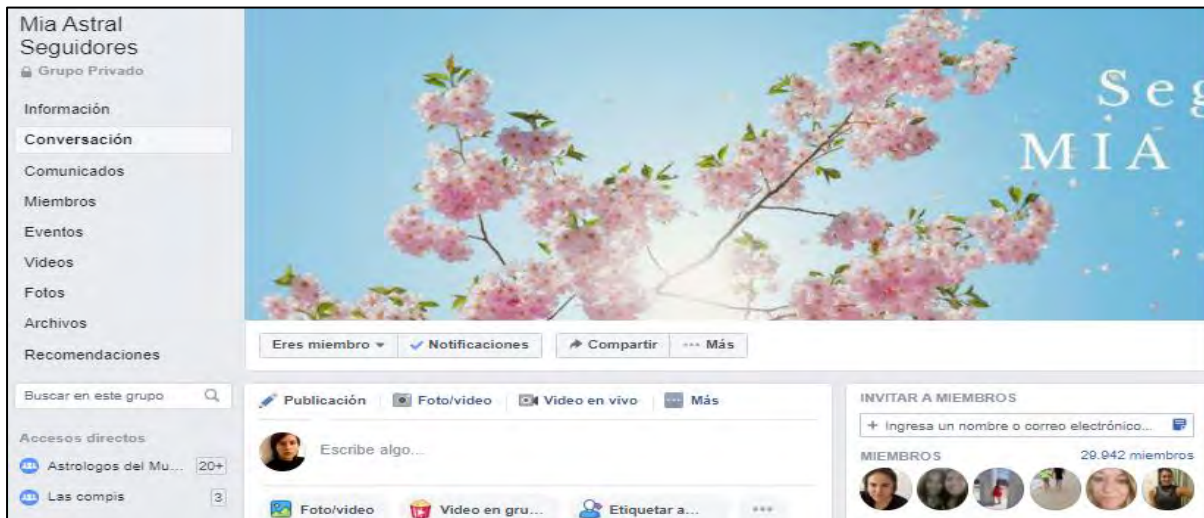 Mia Astral
Seguidores
Grupo Privado
Información
Conversación
Comunicados
Miembros
Eventos
Videos
Fotos
Archivos
Recomendaciones
Buscar en este grupo
Accesos directos
Astrologos del Mu... 20+
Las compis 3
Seg
MIA
Eres miembro Notificaciones Compartir ... Más
Publicación Foto/video Video en vivo Más
Escribe algo...
Foto/video Video en gru... Etiquetar a... ...
INVITAR A MIEMBROS
+ Ingresa un nombre o correo electrónico...
MIEMBROS 29.942 miembros